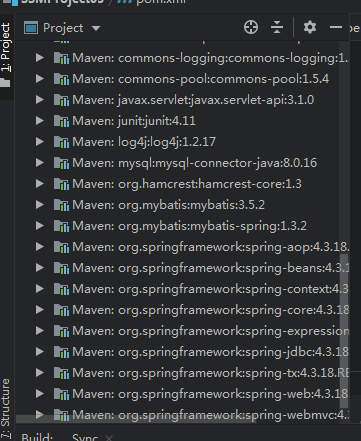 pom.xml
1: Project
Project
Maven: commons-logging:commons-logging:1.
Maven: commons-pool:commons-pool:1.5.4
Maven: javax.servlet:javax.servlet-api:3.1.0
Maven: junit:junit:4.11
Maven: log4j:log4j:1.2.17
Maven: mysql:mysql-connector-java:8.0.16
Maven: org.hamcrest:hamcrest-core:1.3
Maven: org.mybatis:mybatis:3.5.2
Maven: org.mybatis:mybatis-spring:1.3.2
Maven: org.springframework:spring-aop:4.3.18.
Maven: org.springframework:spring-beans:4.3.1
Maven: org.springframework:spring-context:4.3
Maven: org.springframework:spring-core:4.3.18
Maven: org.springframework:spring-expression
Maven: org.springframework:spring-jdbc:4.3.18
Maven: org.springframework:spring-tx:4.3.18.RE
Maven: org.springframework:spring-web:4.3.18
Maven: org.springframework:spring-webmvc:4.
7: Structure
Build: Sync ×